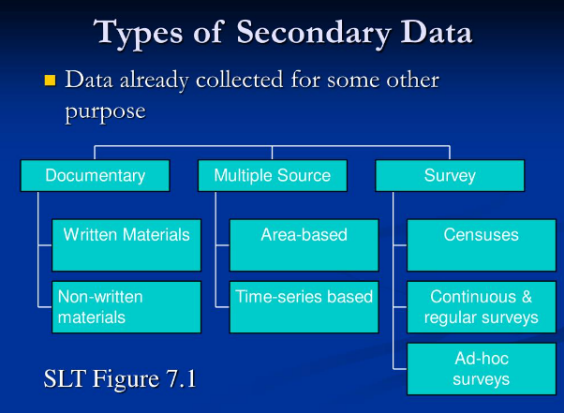 Types of Secondary Data
Data already collected for some other
purpose
Documentary
Multiple Source
Survey
Written Materials
Area-based
Censuses
Non-written
materials
Time-series based
Continuous &
regular surveys
Ad-hoc
surveys
SLT Figure 7.1